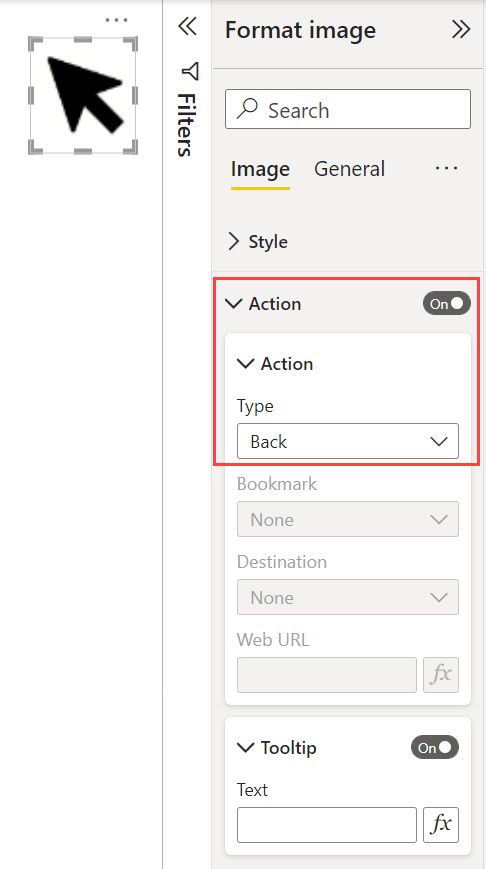 Format image
Filters
Search
Image General
Style
Action On
Action
Type
Back
Bookmark
None
Destination
None
Web URL
fx
Tooltip On
Text
fx